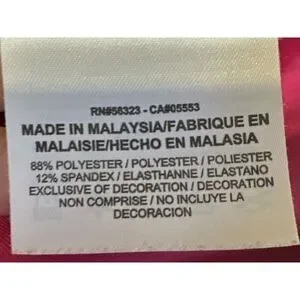 RN#56323 - CA#05553
MADE IN MALAYSIA/FABRIQUE EN
MALAISIE/HECHO EN MALASIA
88% POLYESTER / POLYESTER / POLIESTER
12% SPANDEX / ELASTHANNE / ELASTANO
EXCLUSIVE OF DECORATION / DECORATION
NON COMPRISE / NO INCLUYE LA
DECORACION